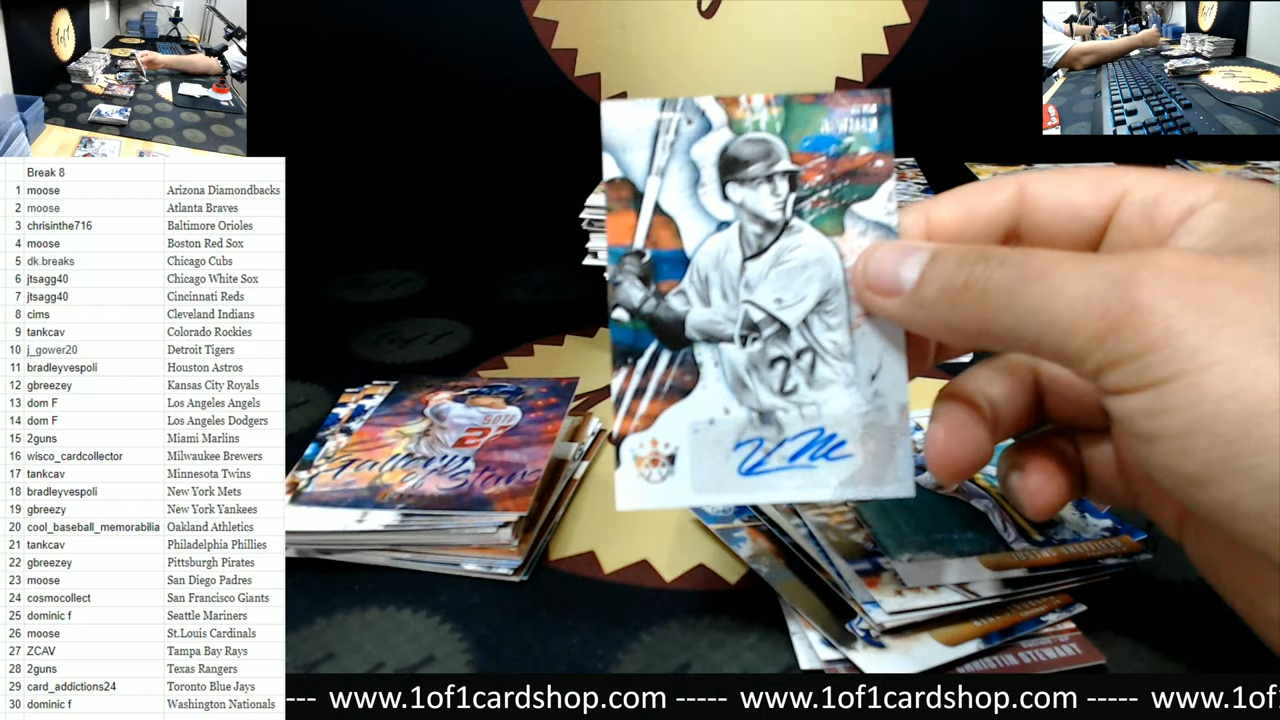 Break 8
1 moose Arizona Diamondbacks
2 moose Atlanta Braves
3 chrisinthe716 Baltimore Orioles
4 moose Boston Red Sox
5 dk.breaks Chicago Cubs
6 jtsagg40 Chicago White Sox
7 jtsagg40 Cincinnati Reds
8 cims Cleveland Indians
9 tankcav Colorado Rockies
10 j_gower20 Detroit Tigers
11 bradleyvespoli Houston Astros
12 gbreezey Kansas City Royals
13 dom F Los Angeles Angels
14 dom F Los Angeles Dodgers
15 2guns Miami Marlins
16 wisco_cardcollector Milwaukee Brewers
17 tankcav Minnesota Twins
18 bradleyvespoli New York Mets
19 gbreezy New York Yankees
20 cool_baseball_memorabilia Oakland Athletics
21 tankcav Philadelphia Phillies
22 gbreezey Pittsburgh Pirates
23 moose San Diego Padres
24 cosmocollect San Francisco Giants
25 dominic f Seattle Mariners
26 moose St.Louis Cardinals
27 ZCAV Tampa Bay Rays
28 2guns Texas Rangers
29 card_addictions24 Toronto Blue Jays
30 dominic f Washington Nationals
1of1
27
SOTO
22
Gallery of Stars
CHRISTIN STEWART
--- www.1of1cardshop.com ----- www.1of1cardshop.com ----- www.1of